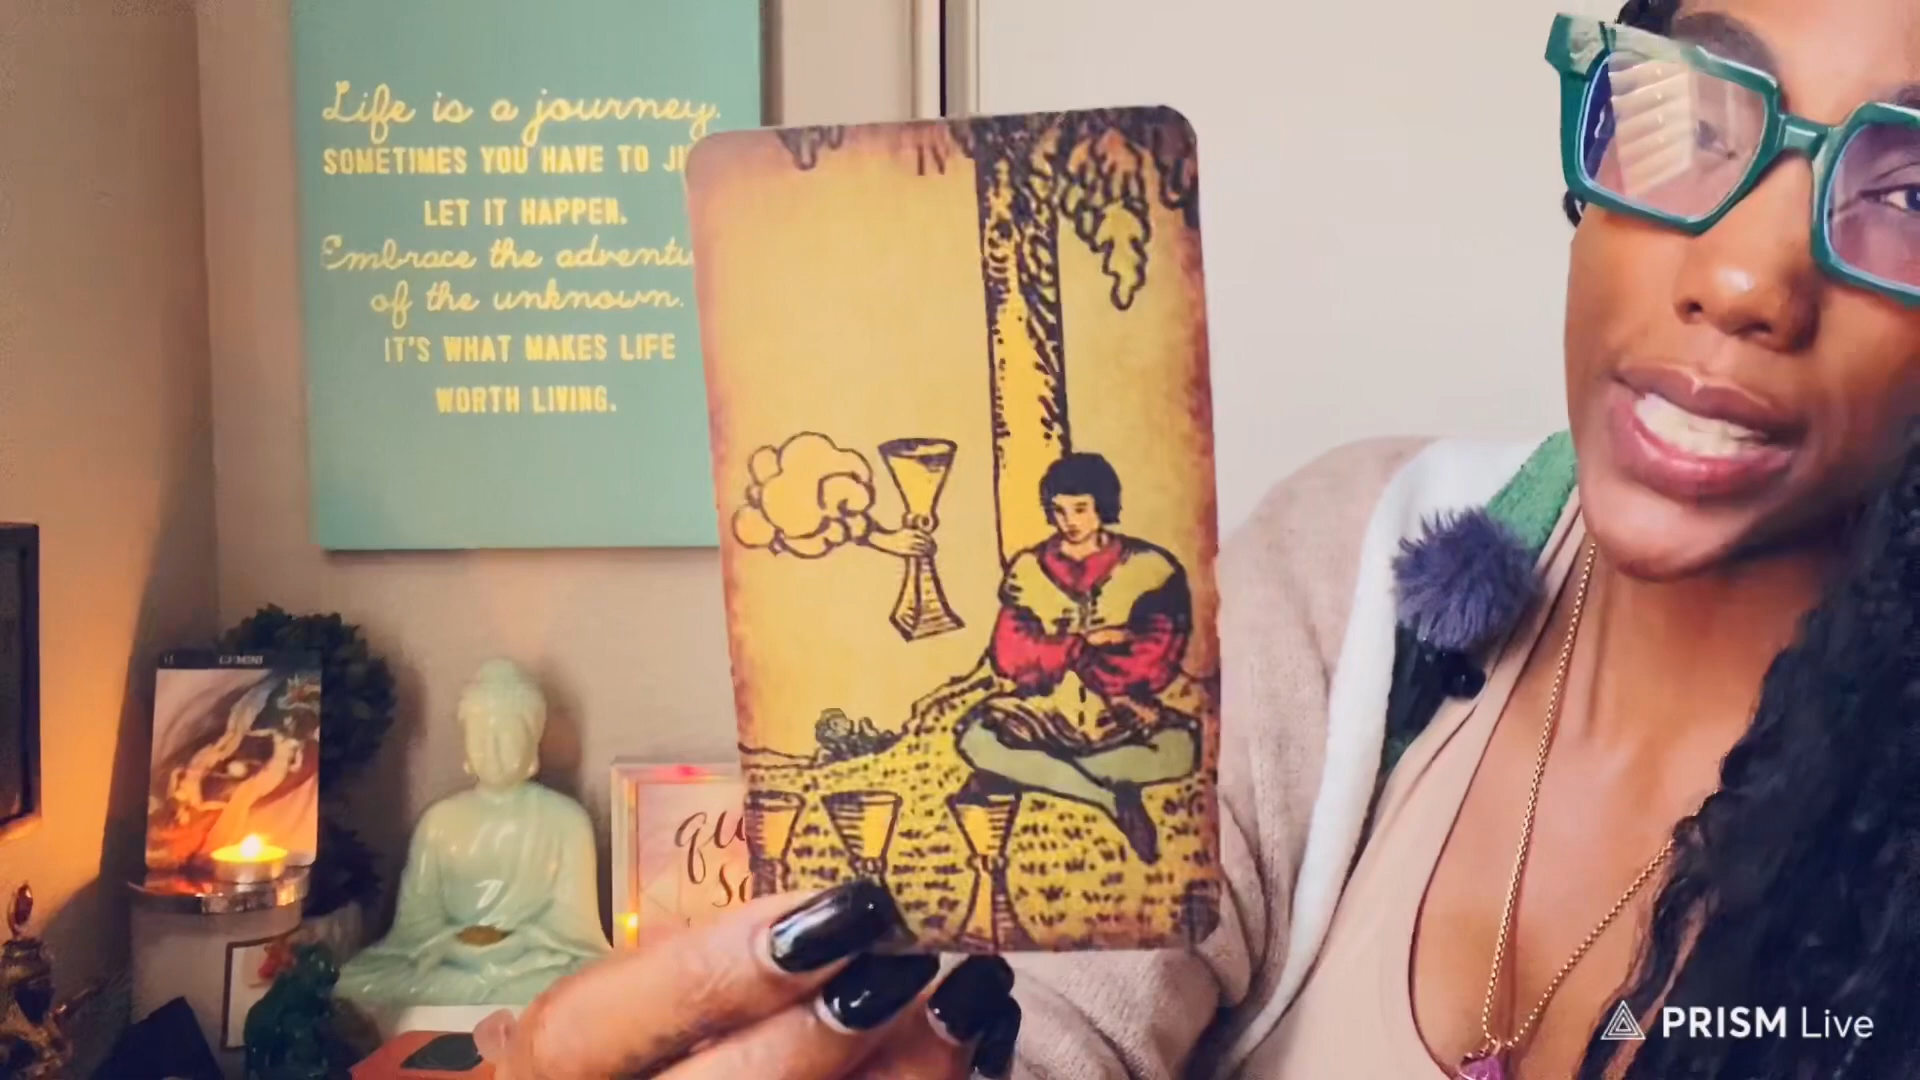 Life is a journey.
SOMETIMES YOU HAVE TO
LET IT HAPPEN.
Embrace the
of the unknown.
IT'S WHAT MAKES LIFE
WORTH LIVING.
IV
GEMINI
PRISM Live